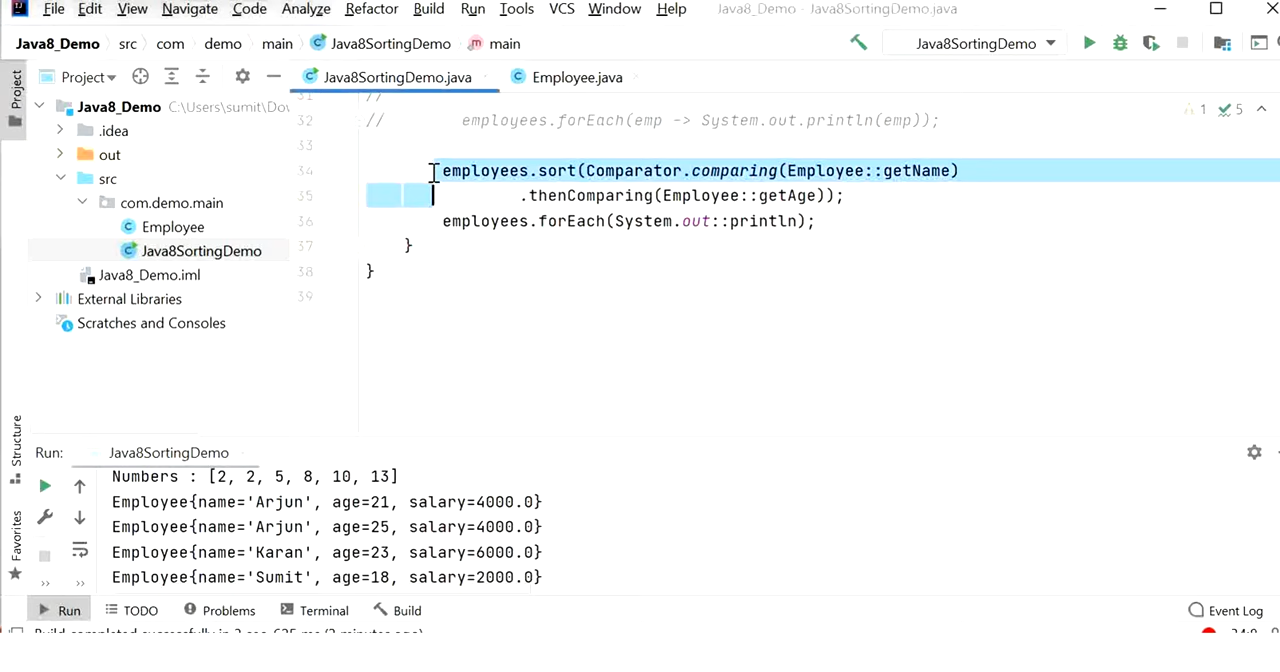 File Edit View Navigate Code Analyze Refactor Build Run Tools VCS Window Help Java8_Demo - Java8SortingDemo.java
Java8_Demo src com demo main Java8SortingDemo main Java8SortingDemo
Project
Project Java8SortingDemo.java Employee.java
Java8_Demo C:\Users\sumit\Dov
.idea
out
src
com.demo.main
Employee
Java8SortingDemo
Java8_Demo.iml
External Libraries
Scratches and Consoles
1 5
31 //
32 // employees.forEach(emp -> System.out.println(emp));
33
34 employees.sort(Comparator.comparing(Employee::getName)
35 .thenComparing(Employee::getAge));
36 employees.forEach(System.out::println);
37 }
38 }
39
Structure
Favorites
Run: Java8SortingDemo
Numbers : [2, 2, 5, 8, 10, 13]
Employee{name='Arjun', age=21, salary=4000.0}
Employee{name='Arjun', age=25, salary=4000.0}
Employee{name='Karan', age=23, salary=6000.0}
Employee{name='Sumit', age=18, salary=2000.0}
Run TODO Problems Terminal Build Event Log